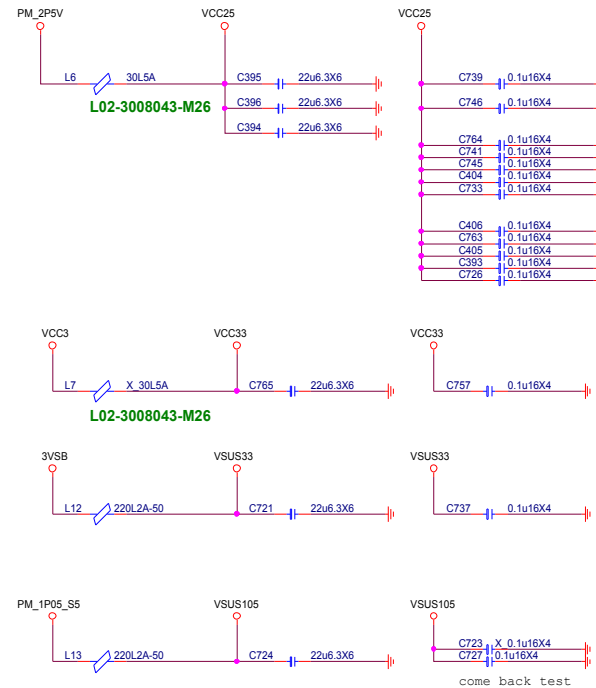 PM_2P5V VCC25 VCC25
L6 30L5A C395 22u6.3X6 C739 0.1u16X4
L02-3008043-M26 C396 22u6.3X6 C746 0.1u16X4
C394 22u6.3X6
C764 0.1u16X4
C741 0.1u16X4
C745 0.1u16X4
C404 0.1u16X4
C733 0.1u16X4
C406 0.1u16X4
C763 0.1u16X4
C405 0.1u16X4
C393 0.1u16X4
C726 0.1u16X4
VCC3 VCC33 VCC33
L7 X_30L5A C765 22u6.3X6 C757 0.1u16X4
L02-3008043-M26
3VSB VSUS33 VSUS33
L12 220L2A-50 C721 22u6.3X6 C737 0.1u16X4
PM_1P05_S5 VSUS105 VSUS105
C723 X_0.1u16X4
L13 220L2A-50 C724 22u6.3X6 C727 0.1u16X4
come back test